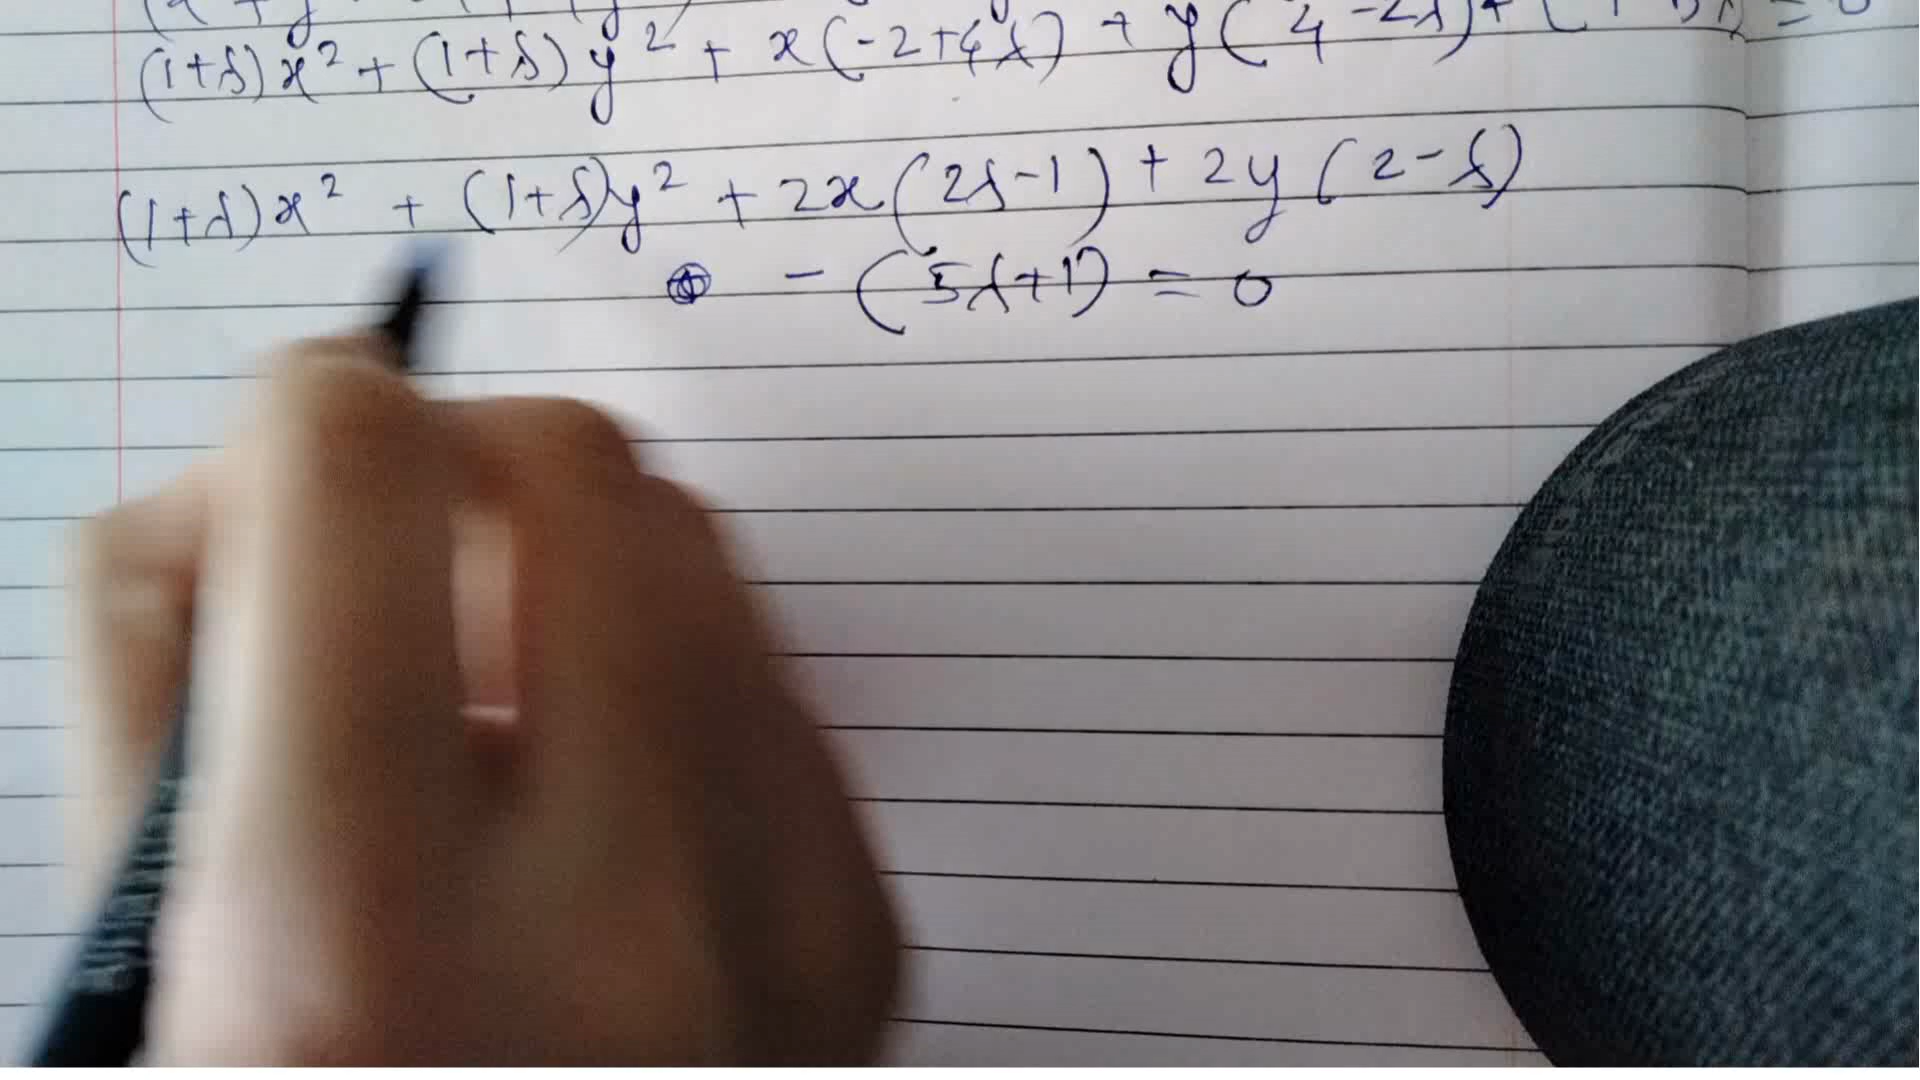 (1+λ)x² + (1+λ)y² + x(-2+4λ) + y(4-2λ) + ( = 0
(1+λ)x² + (1+λ)y² + 2x(2λ-1) + 2y(2-λ)
- (5λ+1) = 0